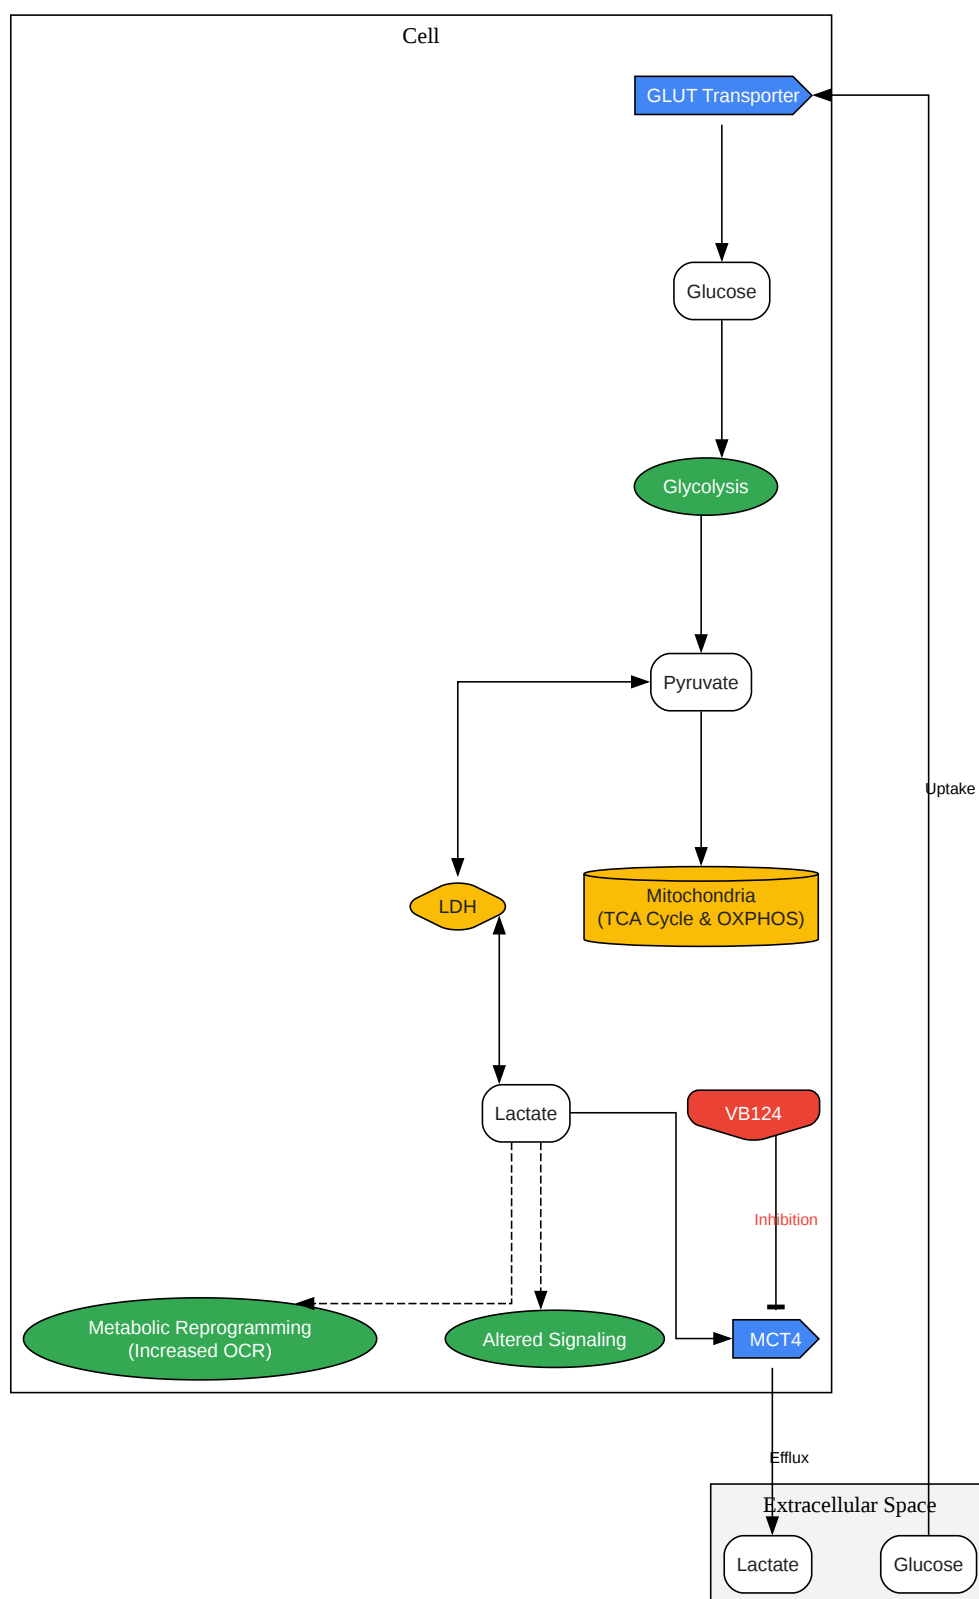 Cell
GLUT Transporter
Glucose
Glycolysis
Pyruvate
Uptake
LDH
Mitochondria
(TCA Cycle & OXPHOS)
Lactate
VB124
Inhibition
Metabolic Reprogramming
(Increased OCR)
Altered Signaling
MCT4
Efflux
Extracellular Space
Lactate
Glucose